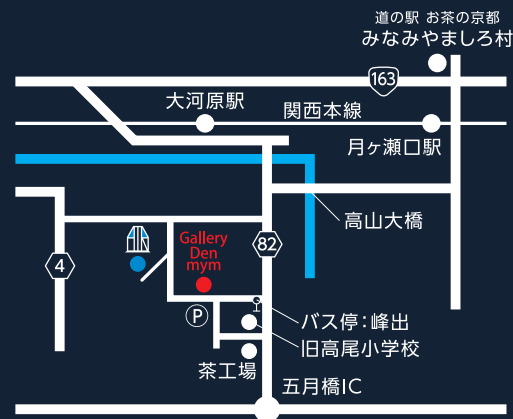 道の駅 お茶の京都
みなみやましろ村
163
大河原駅
関西本線
月ヶ瀬口駅
高山大橋
Gallery
Den
mym
82
4
P
バス停：峰出
旧高尾小学校
茶工場
五月橋IC